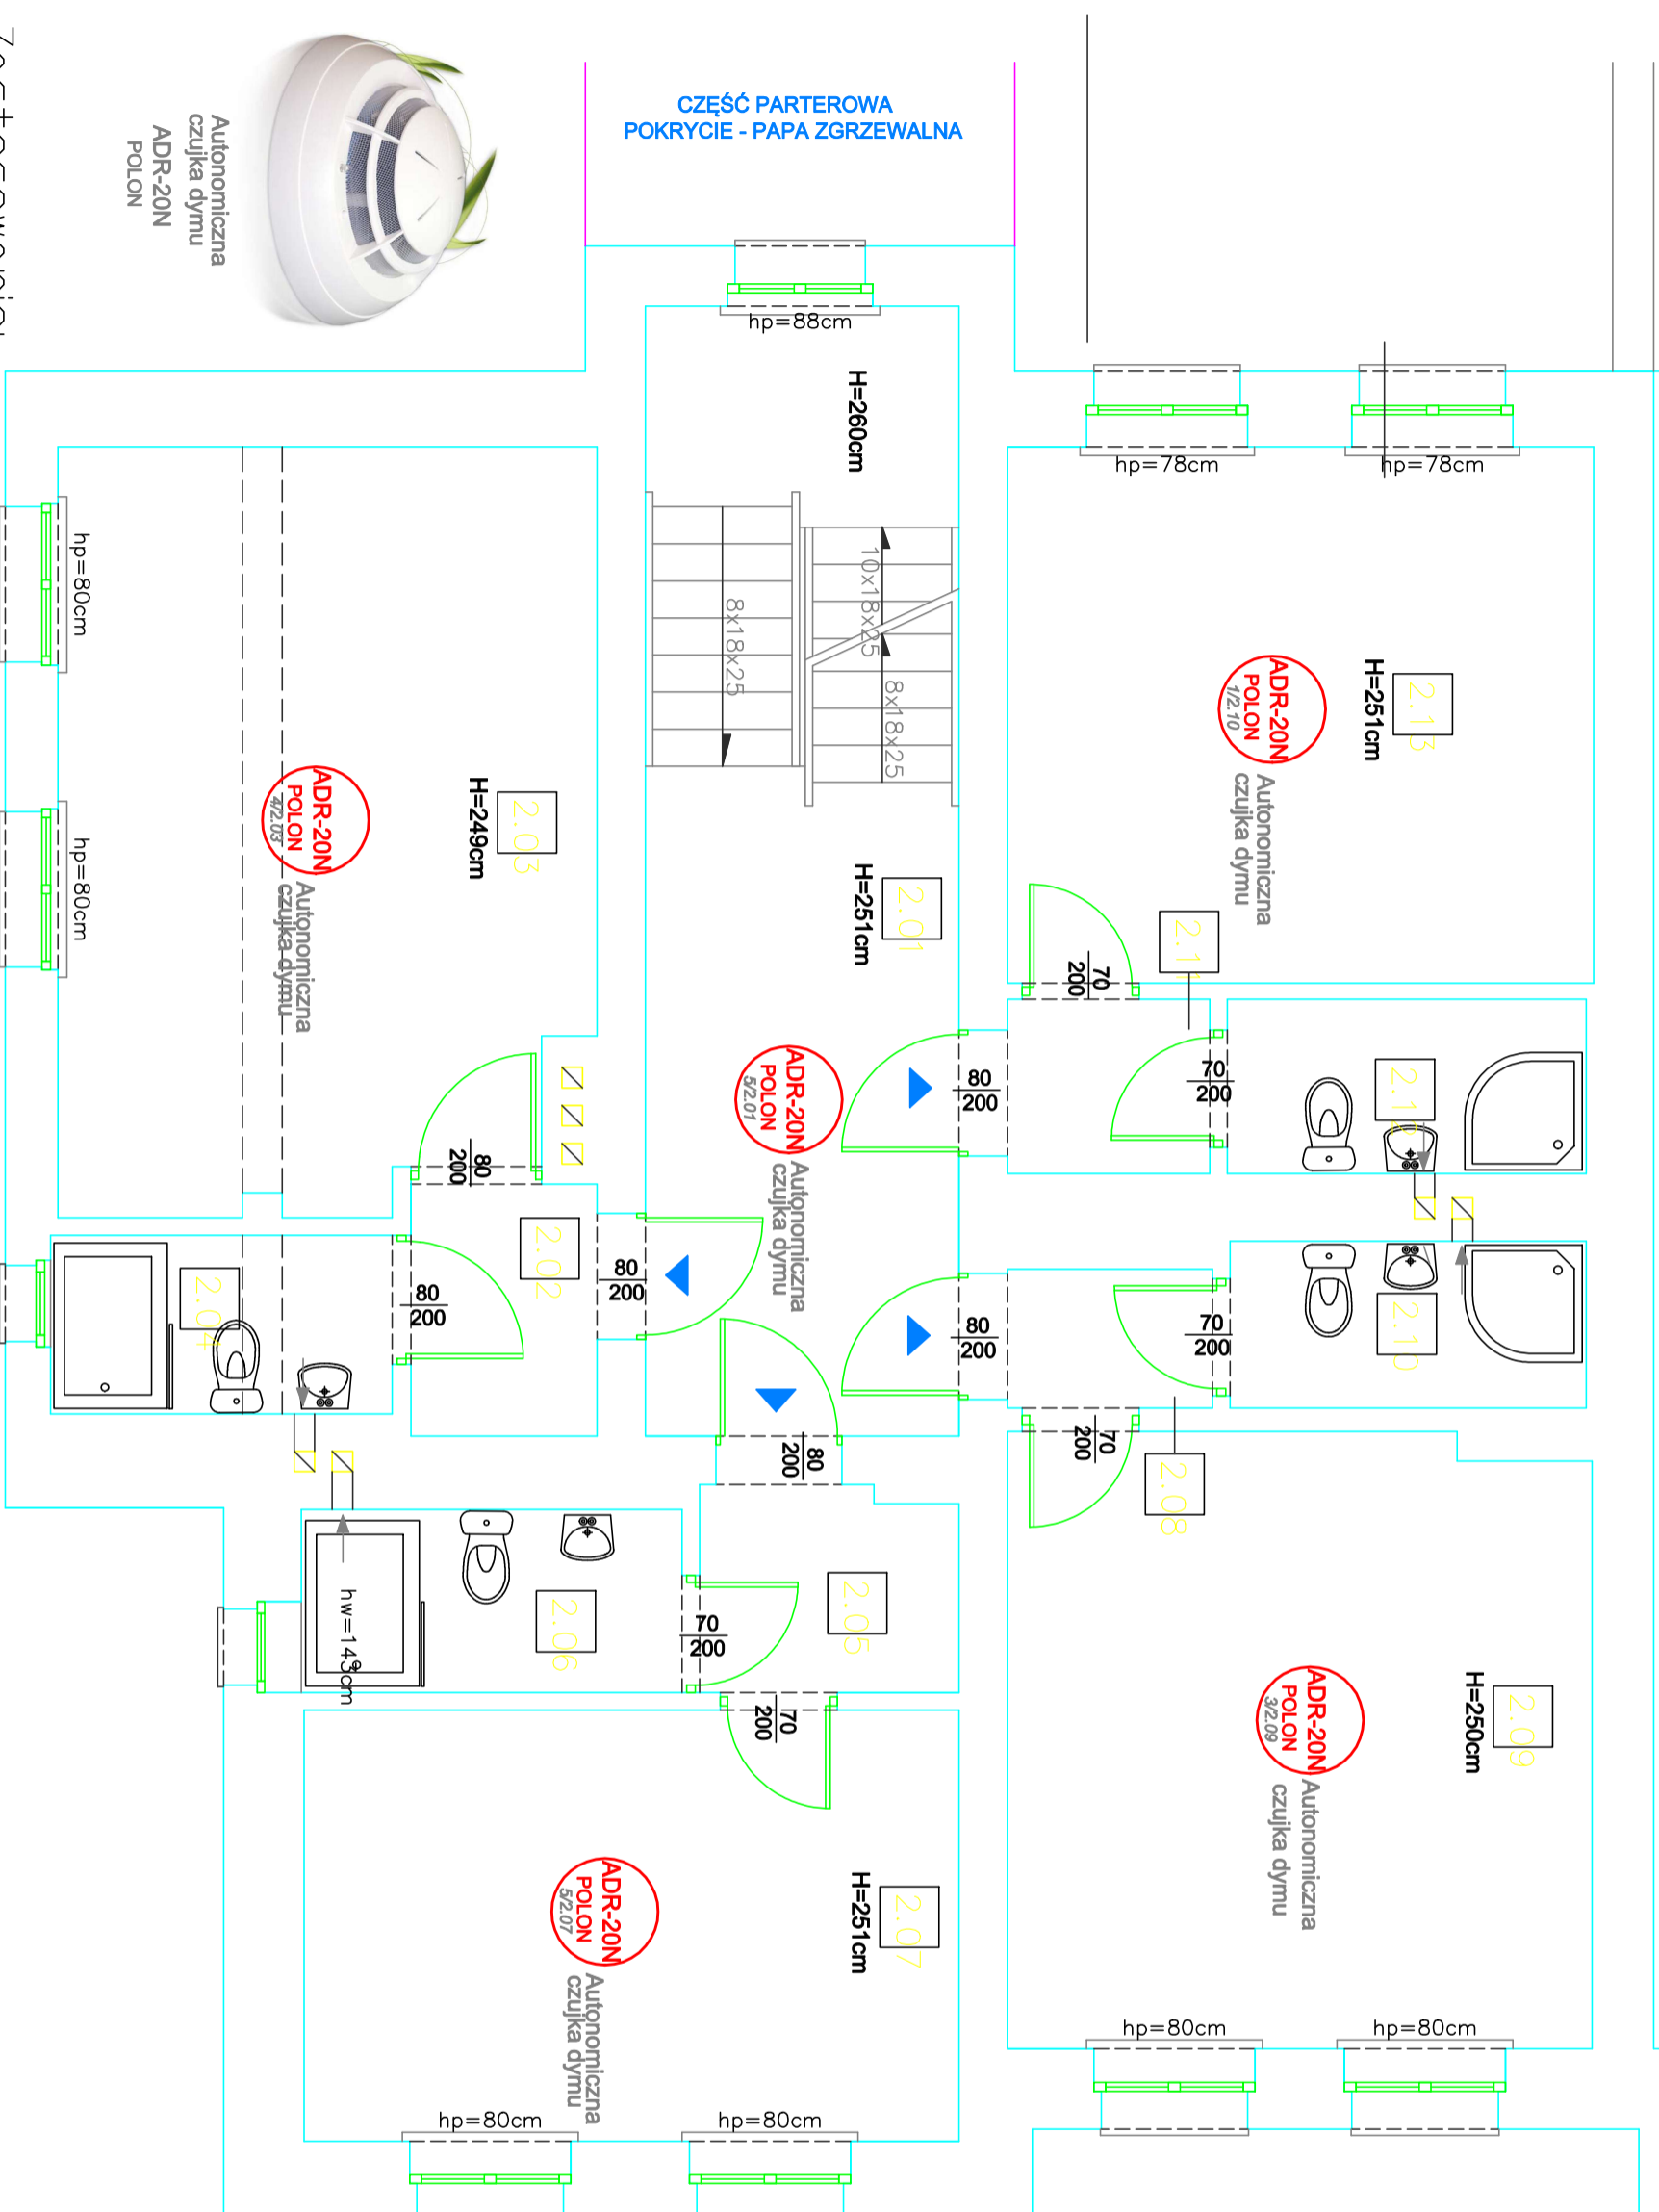 CZĘŚĆ PARTEROWA
POKRYCIE - PAPA ZGRZEWALNA
Autonomiczna
czujka dymu
ADR-20N
POLON
hp=88cm
H=260cm
hp=78cm
hp=78cm
10x18x25
8x18x25
8x18x25
2.13
H=251cm
ADR-20N
POLON
1/2.10
Autonomiczna
czujka dymu
hp=80cm
hp=80cm
2.03
H=249cm
ADR-20N
POLON
4/2.03
Autonomiczna
czujka dymu
2.01
H=251cm
ADR-20N
POLON
5/2.01
Autonomiczna
czujka dymu
2.11
70
200
80
200
70
200
2.12
80
200
2.02
80
200
80
200
2.04
80
200
70
200
2.10
80
200
70
200
2.08
2.05
2.06
70
200
hw=143cm
70
200
2.09
H=250cm
ADR-20N
POLON
3/2.09
Autonomiczna
czujka dymu
2.07
H=251cm
ADR-20N
POLON
5/2.07
Autonomiczna
czujka dymu
hp=80cm
hp=80cm
hp=80cm
hp=80cm